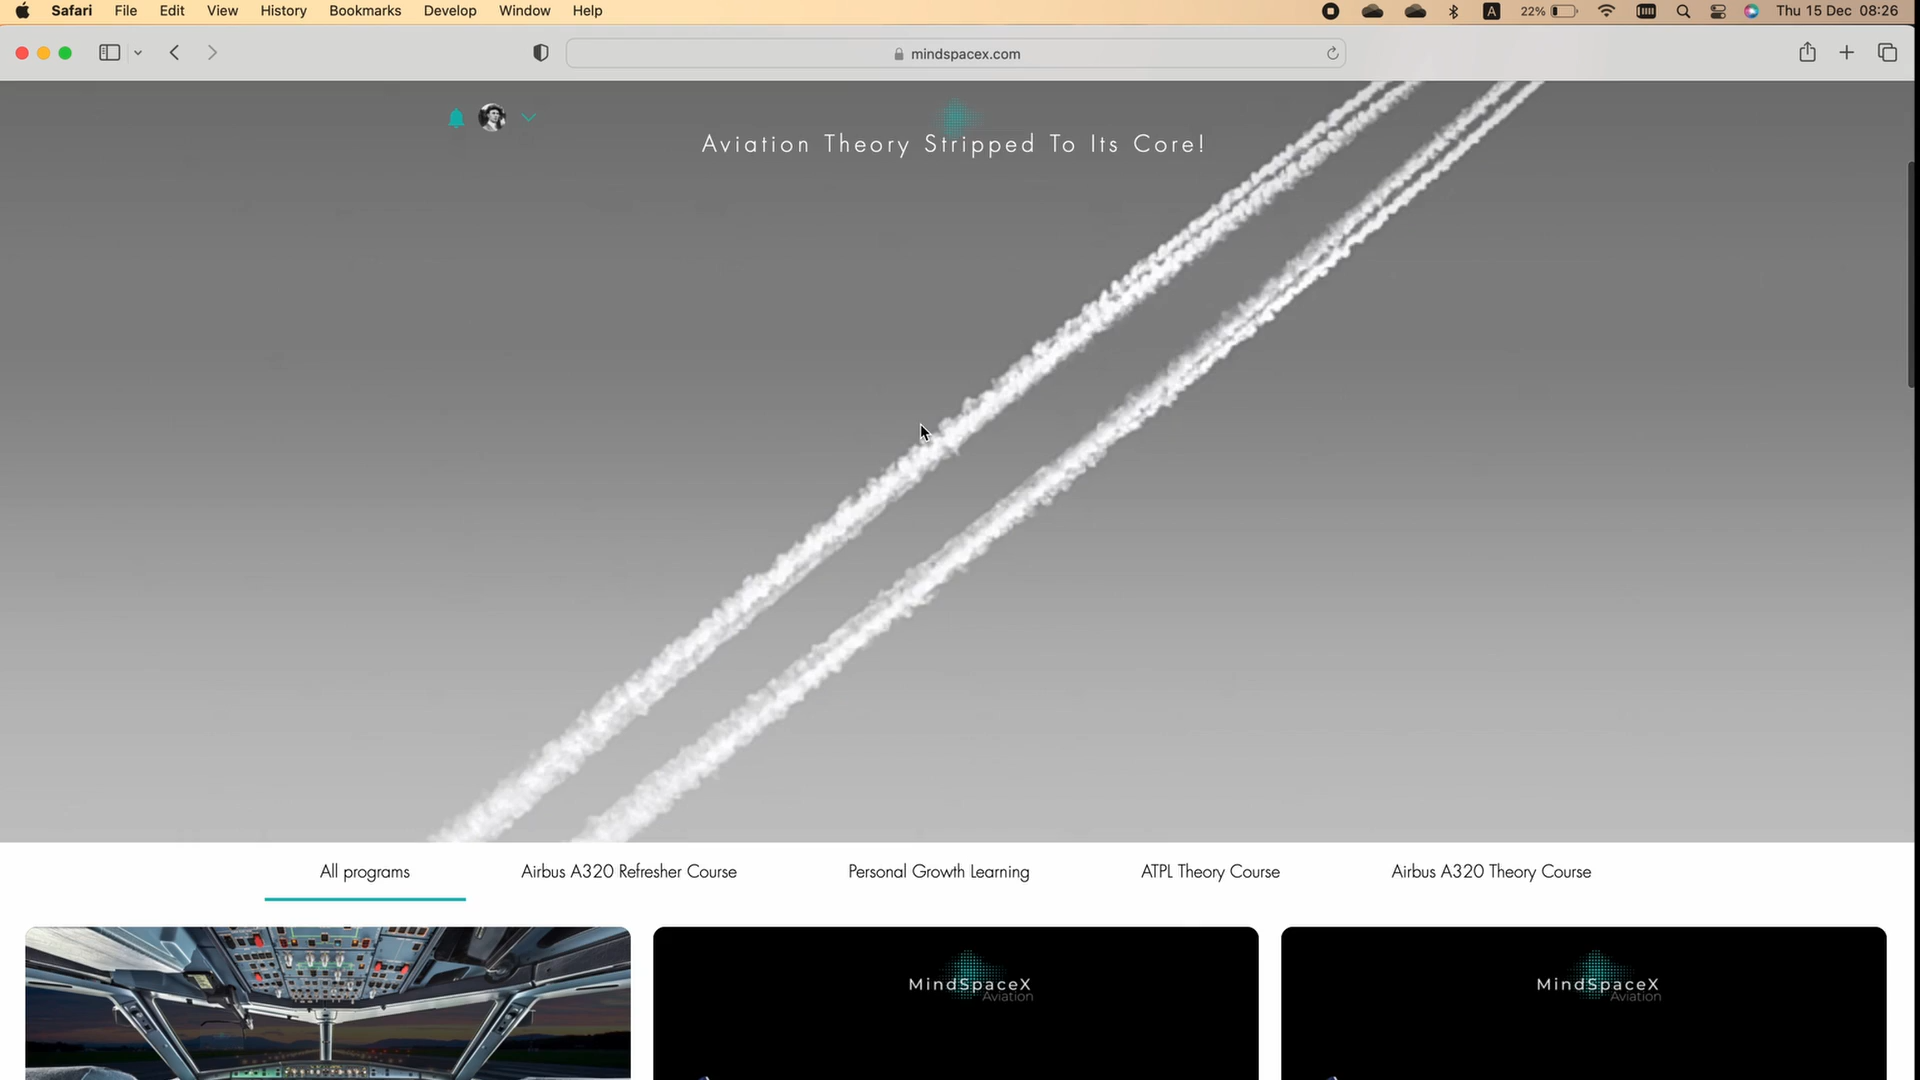 Safari File Edit View History Bookmarks Develop Window Help A 22% Thu 15 Dec 08:26
mindspacex.com
Aviation Theory Stripped To Its Core!
All programs Airbus A320 Refresher Course Personal Growth Learning ATPL Theory Course Airbus A320 Theory Course
MindSpaceX
Aviation
MindSpaceX
Aviation